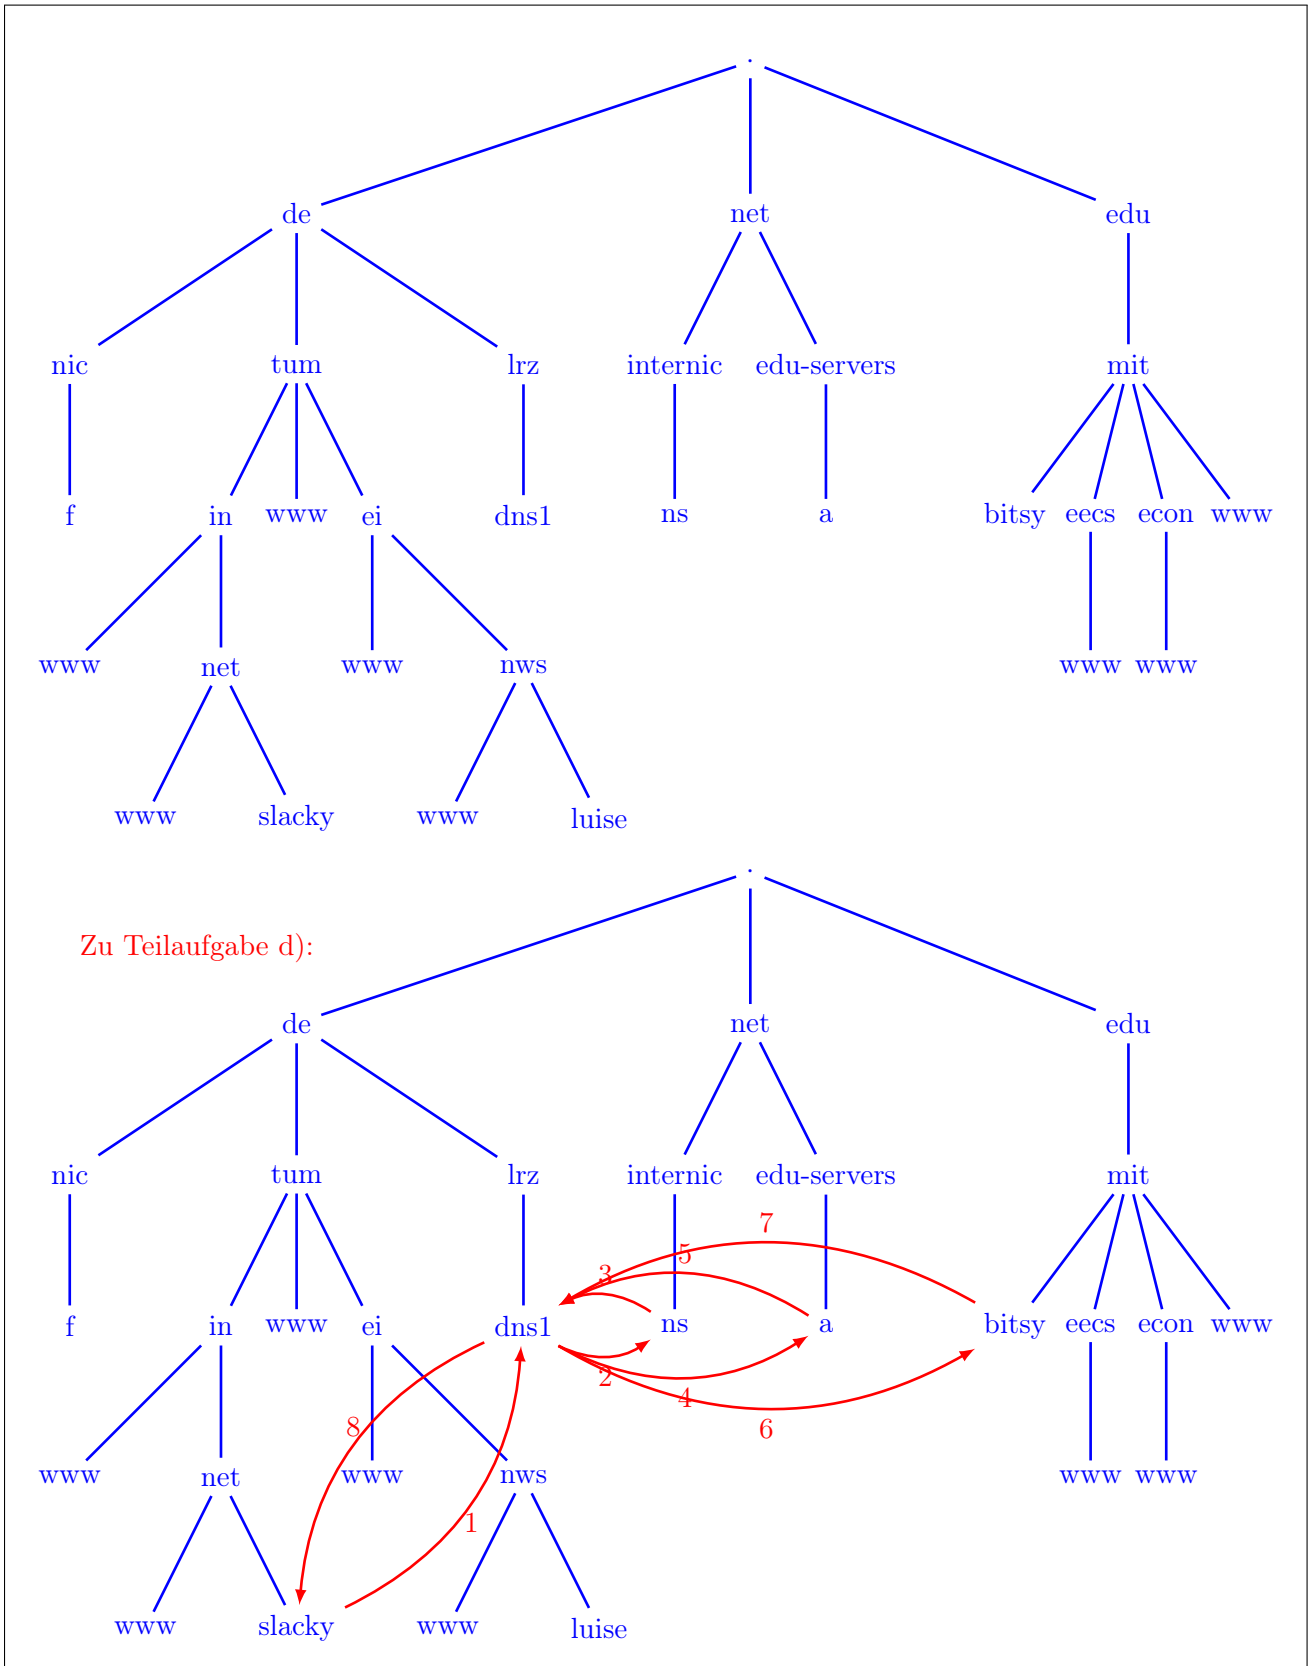 .
de net edu
nic tum lrz internic edu-servers mit
f in www ei dns1 ns a bitsy eecs econ www
www net www nws www www
www slacky www luise
.
Zu Teilaufgabe d):
de net edu
nic tum lrz internic edu-servers mit
7
5
3
f in www ei dns1 ns a bitsy eecs econ www
2
4
8 6
www net www nws www www
1
www slacky www luise